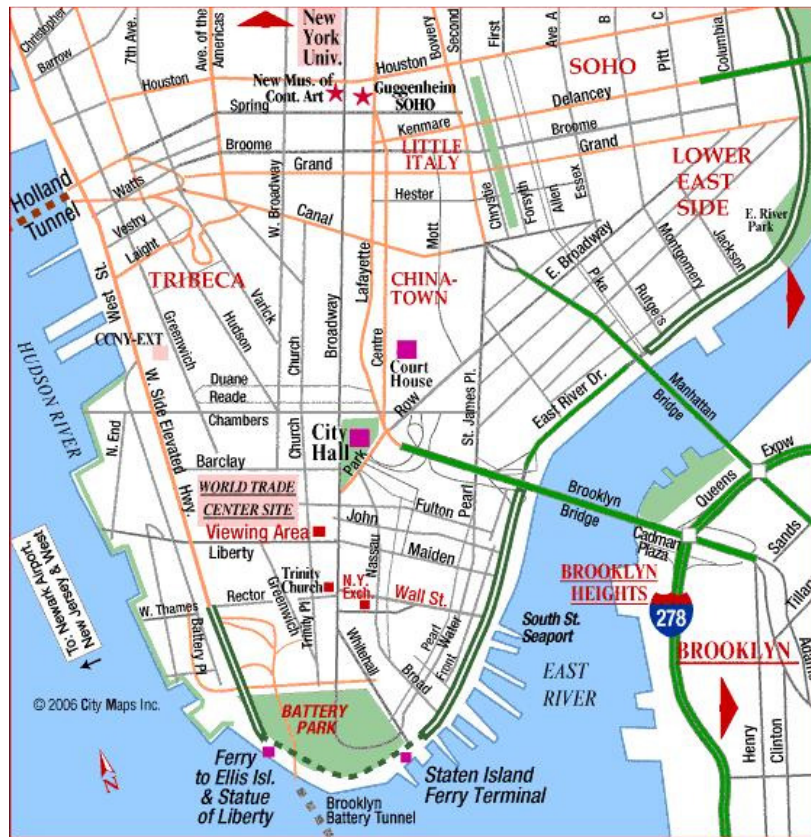 Christopher
Barrow
7th Ave.
Ave. of the
Americas
New
York
Univ.
Houston
Bowery
Second
First
Ave A
B
C
Pitt
Columbia
Houston
New Mus. of
Cont. Art
Guggenheim
SOHO
SOHO
Delancey
Spring
Kenmare
Broome
Broome
LITTLE
ITALY
Grand
Grand
LOWER
EAST
SIDE
Holland
Tunnel
Watts
Vestry
Laight
Canal
W. Broadway
Hester
Mott
Chrystie
Forsyth
Allen
Essex
E. River
Park
West St.
TRIBECA
Varick
Hudson
Greenwich
Broadway
Lafayette
CHINA-
TOWN
E. Broadway
Pike
Rutgers
Montgomery
Jackson
CCNY-EXT
Church
Centre
Court
House
HUDSON RIVER
W. Side Elevated
Hwy.
Duane
Reade
Chambers
Row
St. James Pl.
East River Dr.
Manhattan
Bridge
N. End
Church
City
Hall
Park
Barclay
WORLD TRADE
CENTER SITE
Viewing Area
Liberty
Fulton
John
Pearl
Maiden
Nassau
Brooklyn
Bridge
Queens
Expw
Cadman
Plaza
Sands
Tillary
BROOKLYN
HEIGHTS
278
BROOKLYN
To: Newark Airport,
New Jersey & West
Trinity
Church
N.Y.
Exch.
Wall St.
Rector
W. Thames
Battery Pl
Greenwich
Trinity Pl
Whitehall
Broad
Pearl
Water
Front
South St.
Seaport
EAST
RIVER
© 2006 City Maps Inc.
N
BATTERY
PARK
Ferry
to Ellis Isl.
& Statue
of Liberty
Brooklyn
Battery Tunnel
Staten Island
Ferry Terminal
Henry
Clinton